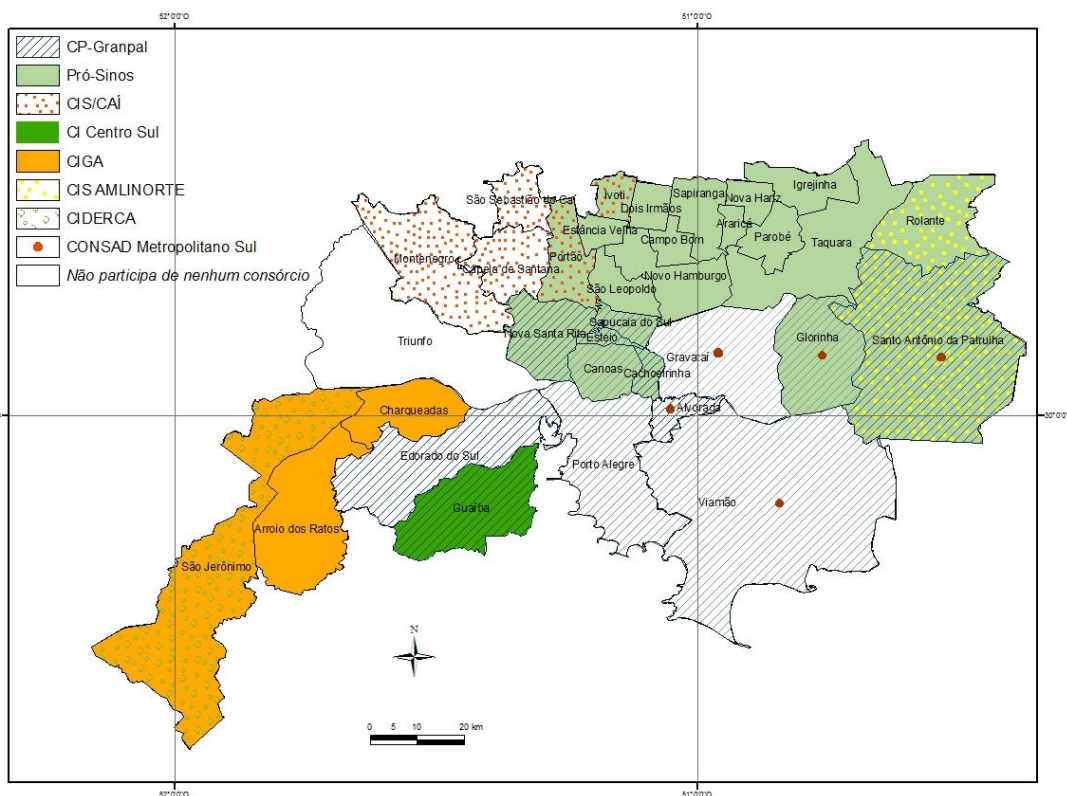 52°0'0"O
51°0'0"O
CP-Granpal
Pró-Sinos
CIS/CAÍ
CI Centro Sul
CIGA
CIS AMLINORTE
CIDERCA
CONSAD Metropolitano Sul
Não participa de nenhum consórcio
São Sebastião do Caí
Ivoti
Dois Irmãos
Sapiranga
Nova Hartz
Igrejinha
Rolante
Estância Velha
Campo Bom
Araricá
Parobé
Taquara
Montenegro
Capela de Santana
Portão
Novo Hamburgo
São Leopoldo
Nova Santa Rita
Sapucaia do Sul
Esteio
Triunfo
Gravataí
Glorinha
Santo Antônio da Patrulha
Canoas
Cachoeirinha
Charqueadas
Alvorada
30°0'0"
Edorado do Sul
Porto Alegre
Guaíba
Viamão
Arroio dos Ratos
São Jerônimo
N
0 5 10 20 km
52°0'0"O
51°0'0"O